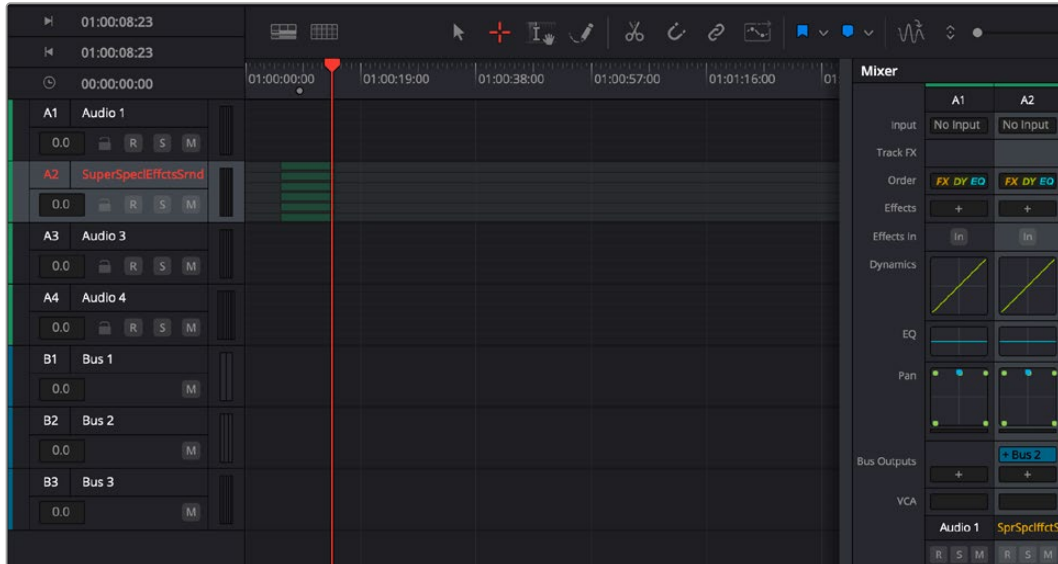 01:00:08:23
01:00:08:23
00:00:00:00
01:00:00:00 01:00:19:00 01:00:38:00 01:00:57:00 01:01:16:00 01:
A1 Audio 1
0.0 R S M
A2 SuperSpeclEffctsSrnd
0.0 R S M
A3 Audio 3
0.0 R S M
A4 Audio 4
0.0 R S M
B1 Bus 1
0.0 M
B2 Bus 2
0.0 M
B3 Bus 3
0.0 M
Mixer
A1 A2
Input No Input No Input
Track FX
Order FX DY EQ FX DY EQ
Effects + +
Effects In In In
Dynamics
EQ
Pan
Bus Outputs + Bus 2
+ +
VCA
Audio 1 SprSpclffctS
R S M R S M